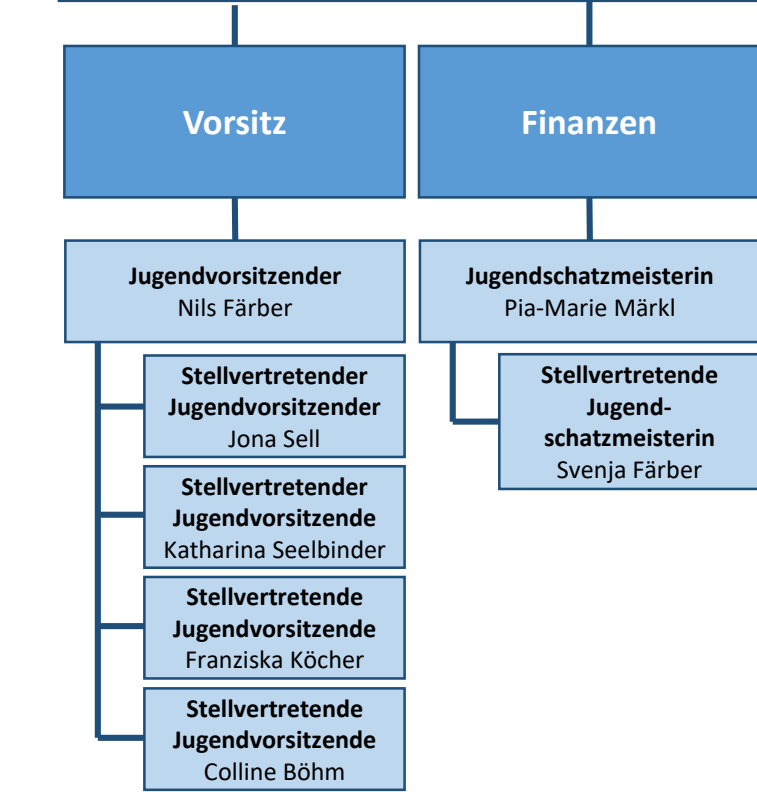 Vorsitz
Jugendvorsitzender
Nils Färber
Stellvertretender
Jugendvorsitzender
Jona Sell
Stellvertretender
Jugendvorsitzende
Katharina Seelbinder
Stellvertretende
Jugendvorsitzende
Franziska Köcher
Stellvertretende
Jugendvorsitzende
Colline Böhm
Finanzen
Jugendschatzmeisterin
Pia-Marie Märkl
Stellvertretende
Jugend-
schatzmeisterin
Svenja Färber